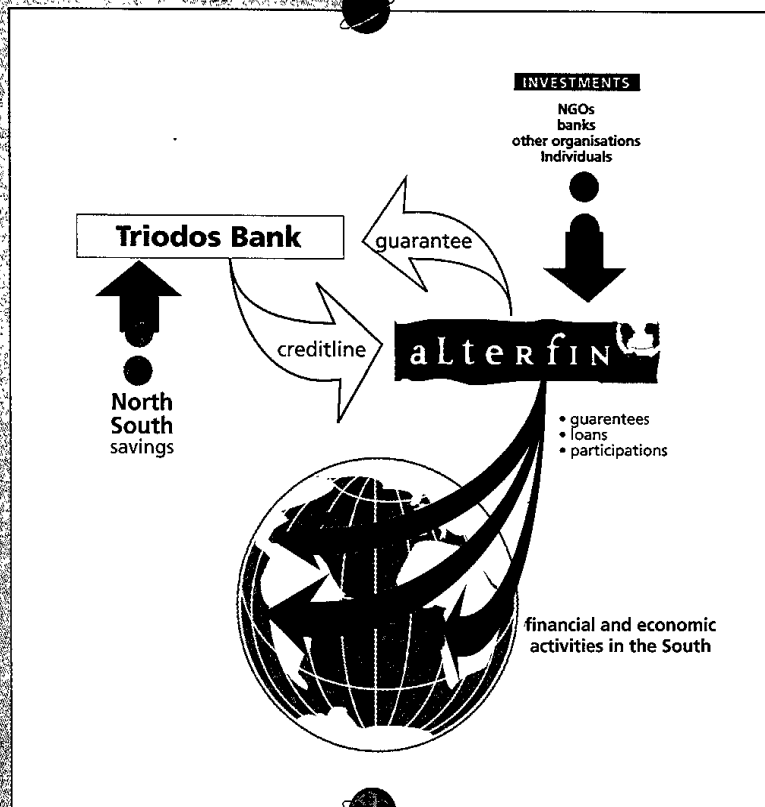 INVESTMENTS
NGOs
banks
other organisations
Individuals
Triodos Bank
guarantee
creditline
aLteRfIN
North
South
savings
• guarentees
• loans
• participations
financial and economic
activities in the South